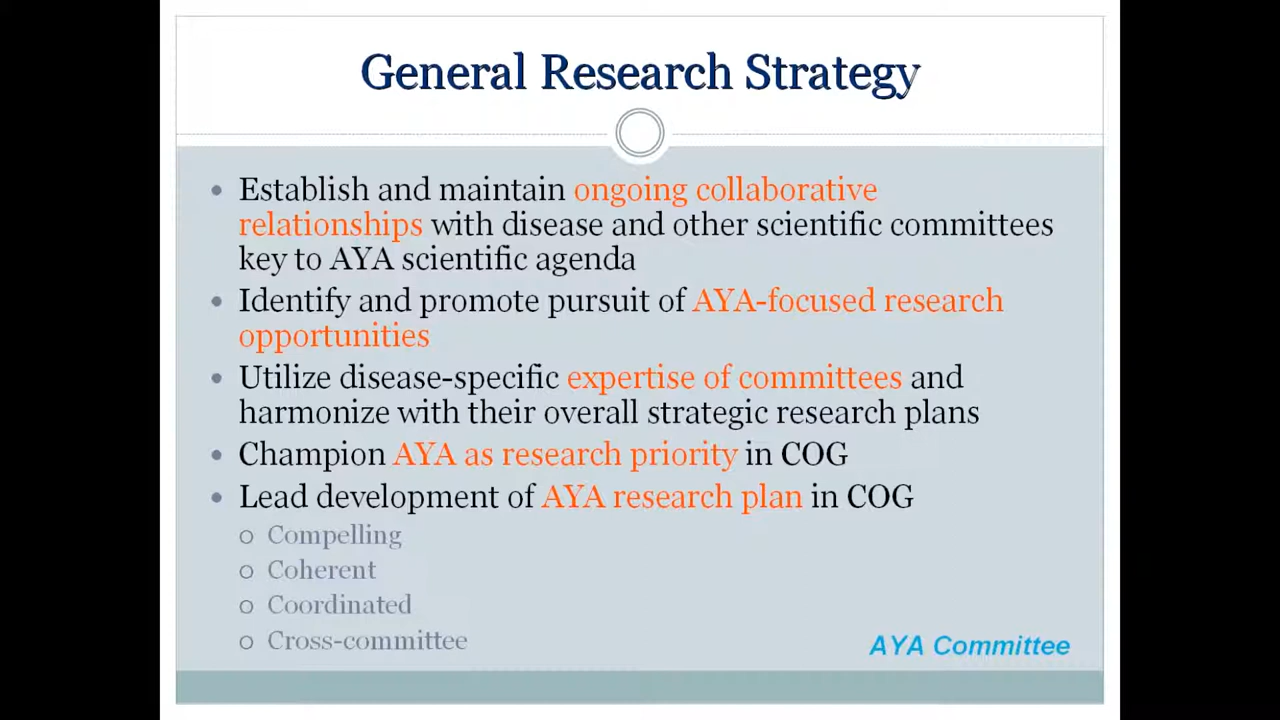 General Research Strategy
• Establish and maintain ongoing collaborative
relationships with disease and other scientific committees
key to AYA scientific agenda
• Identify and promote pursuit of AYA-focused research
opportunities
• Utilize disease-specific expertise of committees and
harmonize with their overall strategic research plans
• Champion AYA as research priority in COG
• Lead development of AYA research plan in COG
o Compelling
o Coherent
o Coordinated
o Cross-committee
AYA Committee